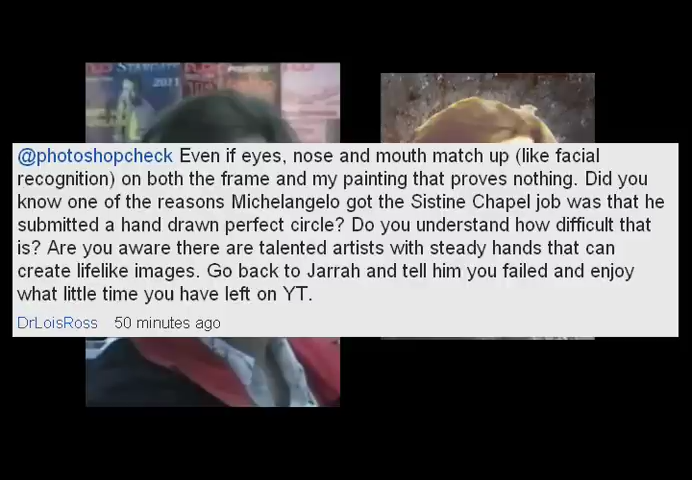 STARGATE
2011
@photoshopcheck Even if eyes, nose and mouth match up (like facial
recognition) on both the frame and my painting that proves nothing. Did you
know one of the reasons Michelangelo got the Sistine Chapel job was that he
submitted a hand drawn perfect circle? Do you understand how difficult that
is? Are you aware there are talented artists with steady hands that can
create lifelike images. Go back to Jarrah and tell him you failed and enjoy
what little time you have left on YT.
DrLoisRoss 50 minutes ago